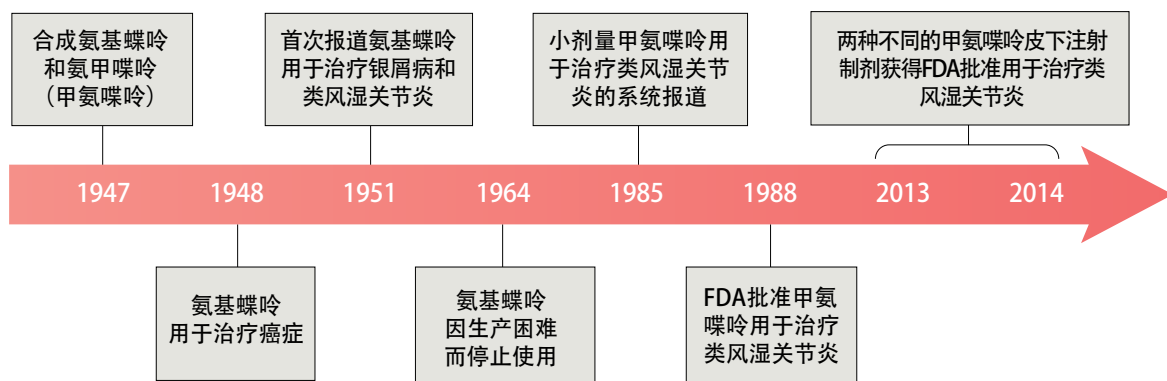 合成氨基蝶呤
和氨甲喋呤
（甲氨喋呤）
首次报道氨基蝶呤
用于治疗银屑病和
类风湿关节炎
小剂量甲氨喋呤用
于治疗类风湿关节
炎的系统报道
两种不同的甲氨喋呤皮下注射
制剂获得FDA批准用于治疗类
风湿关节炎
1947
1948
1951
1964
1985
1988
2013
2014
氨基蝶呤
用于治疗癌症
氨基蝶呤
因生产困难
而停止使用
FDA批准甲氨
喋呤用于治疗
类风湿关节炎